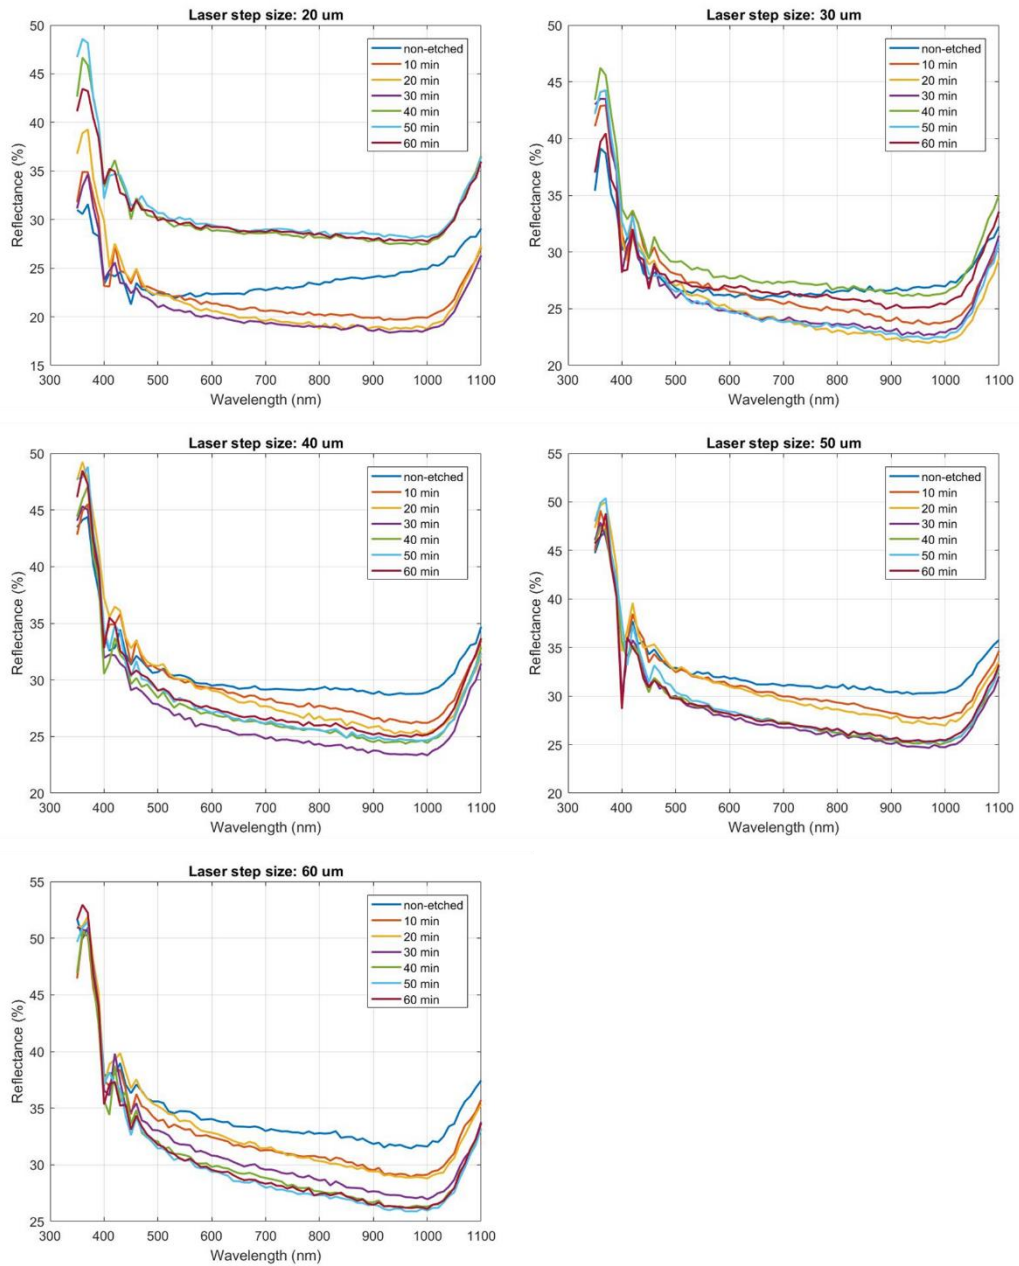 Laser step size: 20 um
50
45
40
35
30
25
20
15
Reflectance (%)
300 400 500 600 700 800 900 1000 1100
Wavelength (nm)
non-etched
10 min
20 min
30 min
40 min
50 min
60 min
Laser step size: 30 um
50
45
40
35
30
25
20
Reflectance (%)
300 400 500 600 700 800 900 1000 1100
Wavelength (nm)
non-etched
10 min
20 min
30 min
40 min
50 min
60 min
Laser step size: 40 um
50
45
40
35
30
25
20
Reflectance (%)
300 400 500 600 700 800 900 1000 1100
Wavelength (nm)
non-etched
10 min
20 min
30 min
40 min
50 min
60 min
Laser step size: 50 um
55
50
45
40
35
30
25
20
Reflectance (%)
300 400 500 600 700 800 900 1000 1100
Wavelength (nm)
non-etched
10 min
20 min
30 min
40 min
50 min
60 min
Laser step size: 60 um
55
50
45
40
35
30
25
Reflectance (%)
300 400 500 600 700 800 900 1000 1100
Wavelength (nm)
non-etched
10 min
20 min
30 min
40 min
50 min
60 min